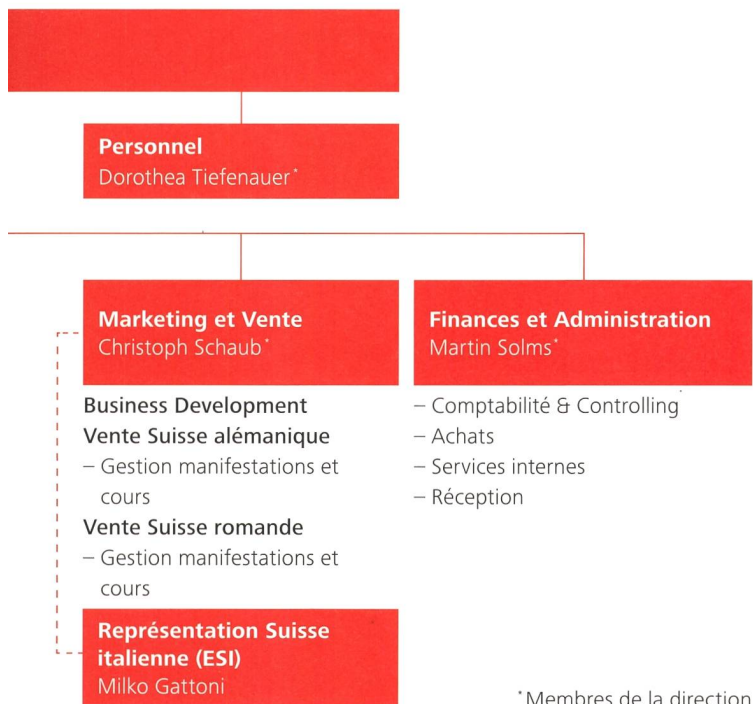 Personnel
Dorothea Tiefenauer*
Marketing et Vente
Christoph Schaub*
Business Development
Vente Suisse alémanique
– Gestion manifestations et
cours
Vente Suisse romande
– Gestion manifestations et
cours
Représentation Suisse
italienne (ESI)
Milko Gattoni
Finances et Administration
Martin Solms*
– Comptabilité & Controlling
– Achats
– Services internes
– Réception
*Membres de la direction